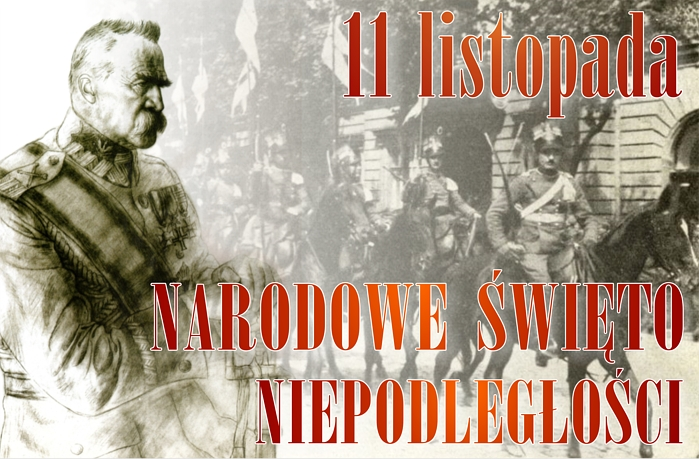 11 listopada
NARODOWE ŚWIĘTO
NIEPODLEGŁOŚCI